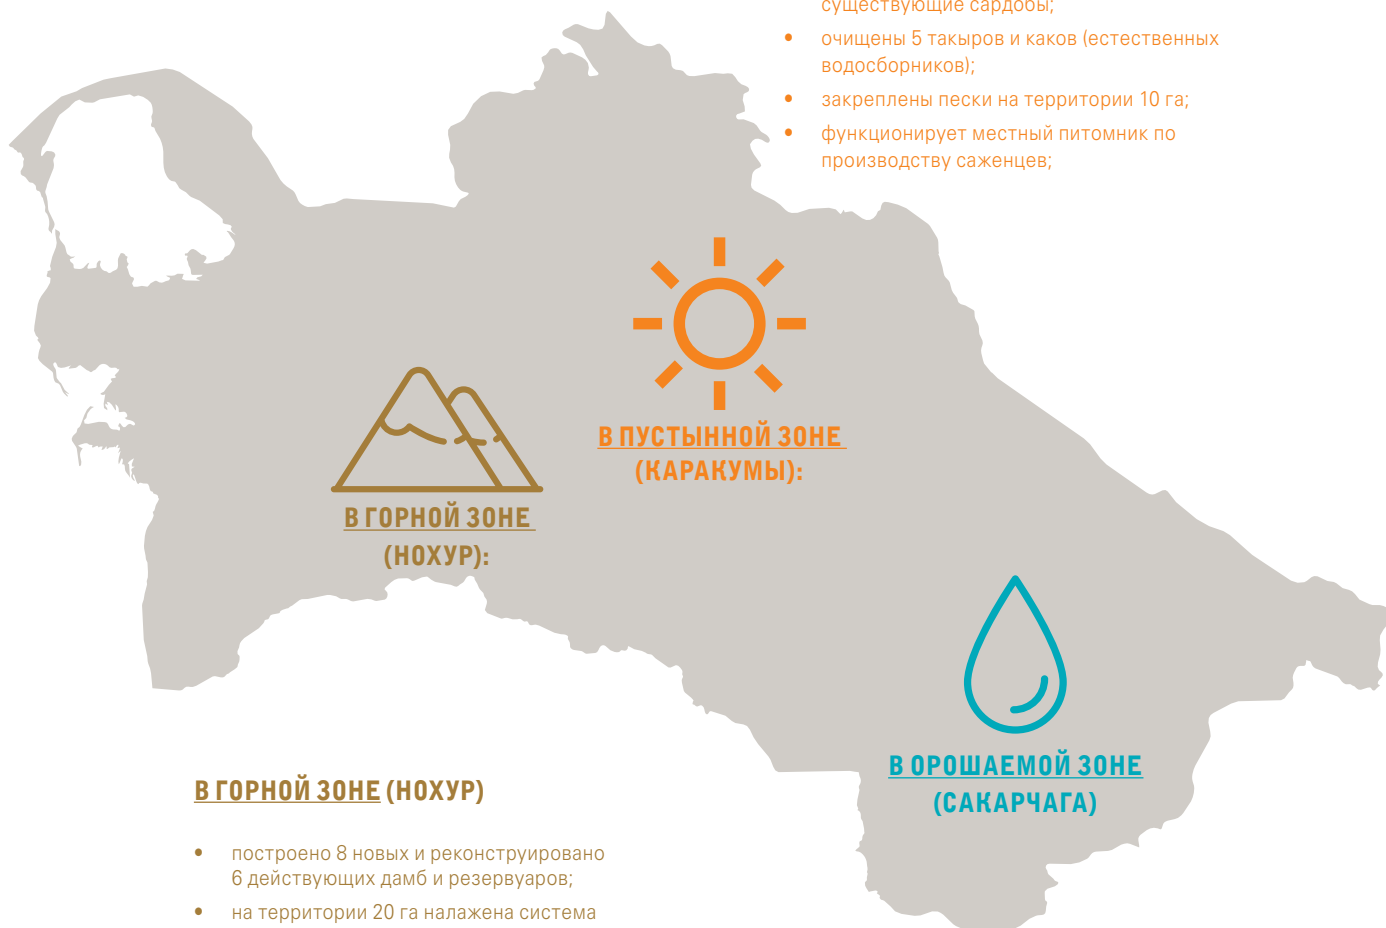 существующие сардобы;
• очищены 5 такыров и каков (естественных
водосборников);
• закреплены пески на территории 10 га;
• функционирует местный питомник по
производству саженцев;
В ПУСТЫННОЙ ЗОНЕ
(КАРАКУМЫ):
В ГОРНОЙ ЗОНЕ
(НОХУР):
В ОРОШАЕМОЙ ЗОНЕ
(САКАРЧАГА)
В ГОРНОЙ ЗОНЕ (НОХУР)
• построено 8 новых и реконструировано
6 действующих дамб и резервуаров;
• на территории 20 га налажена система